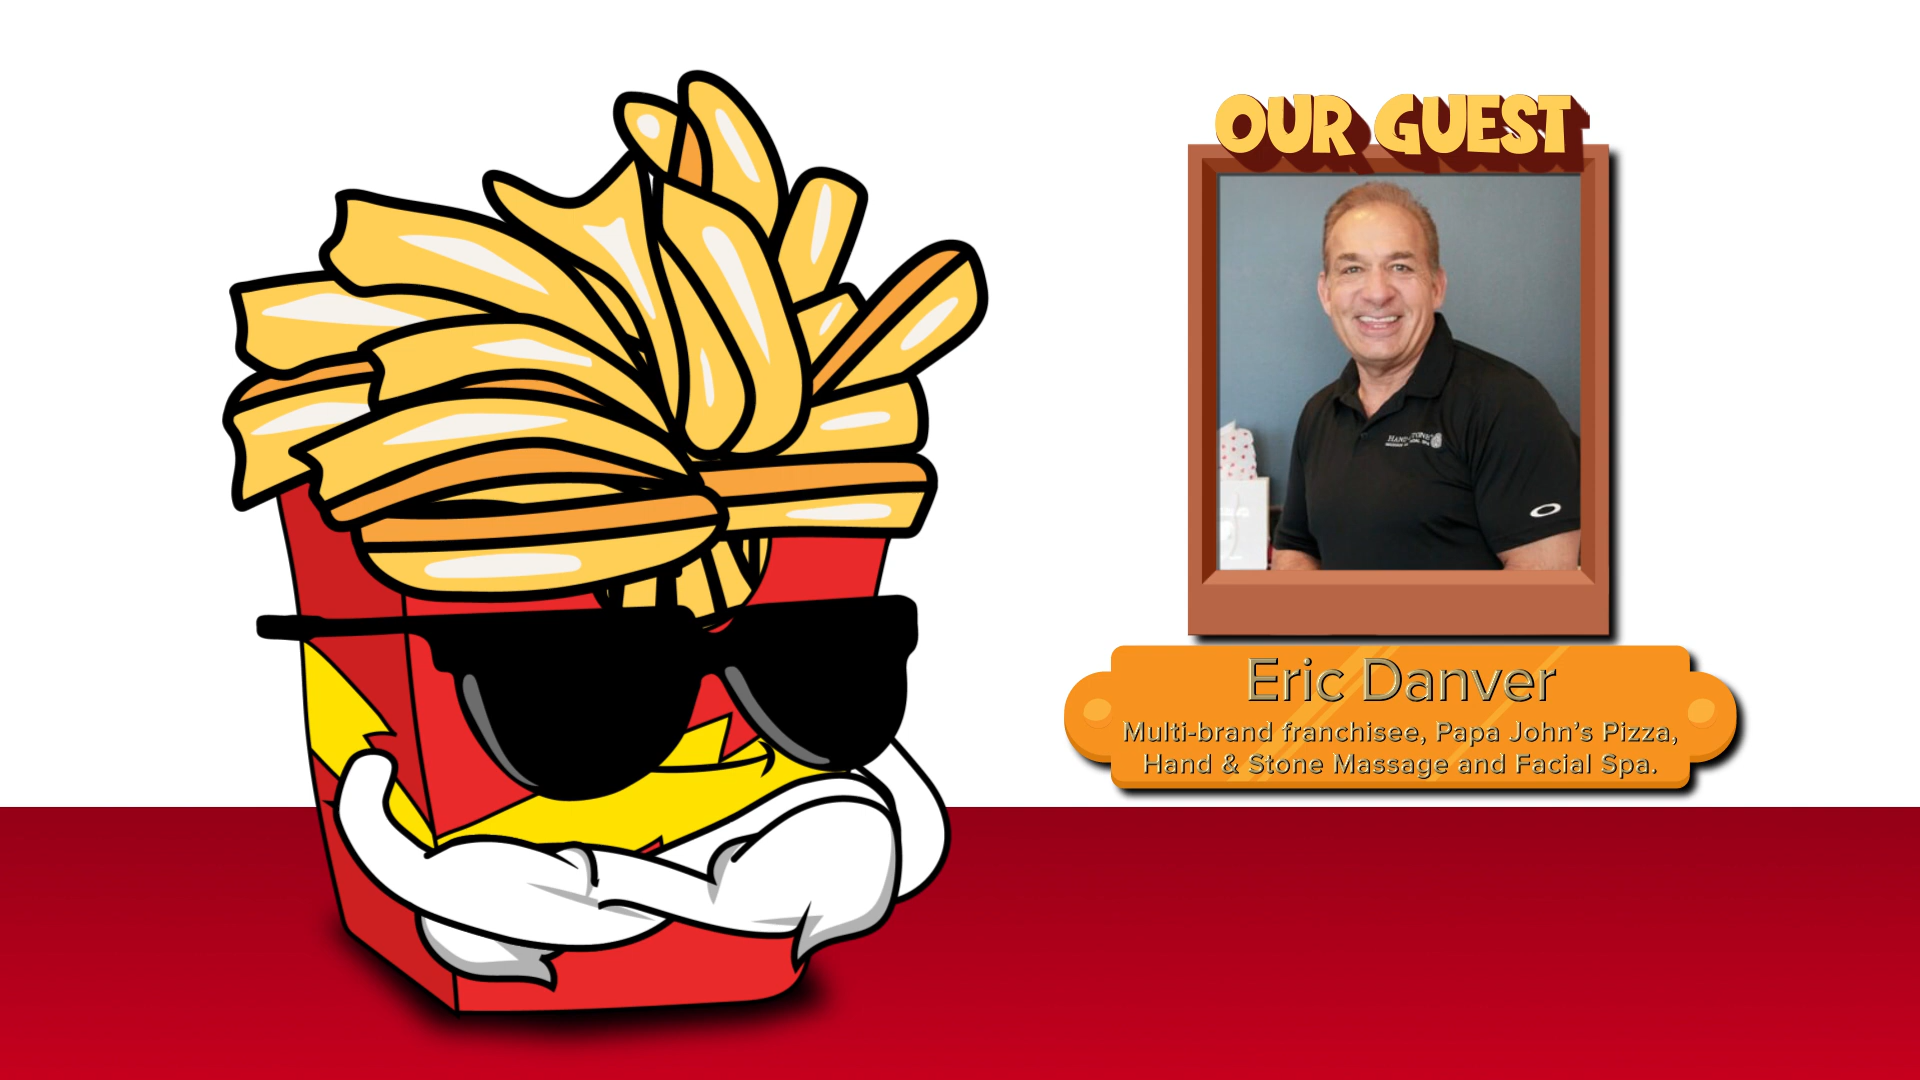 OUR GUEST
Eric Danver
Multi-brand franchisee, Papa John’s Pizza,
Hand & Stone Massage and Facial Spa.